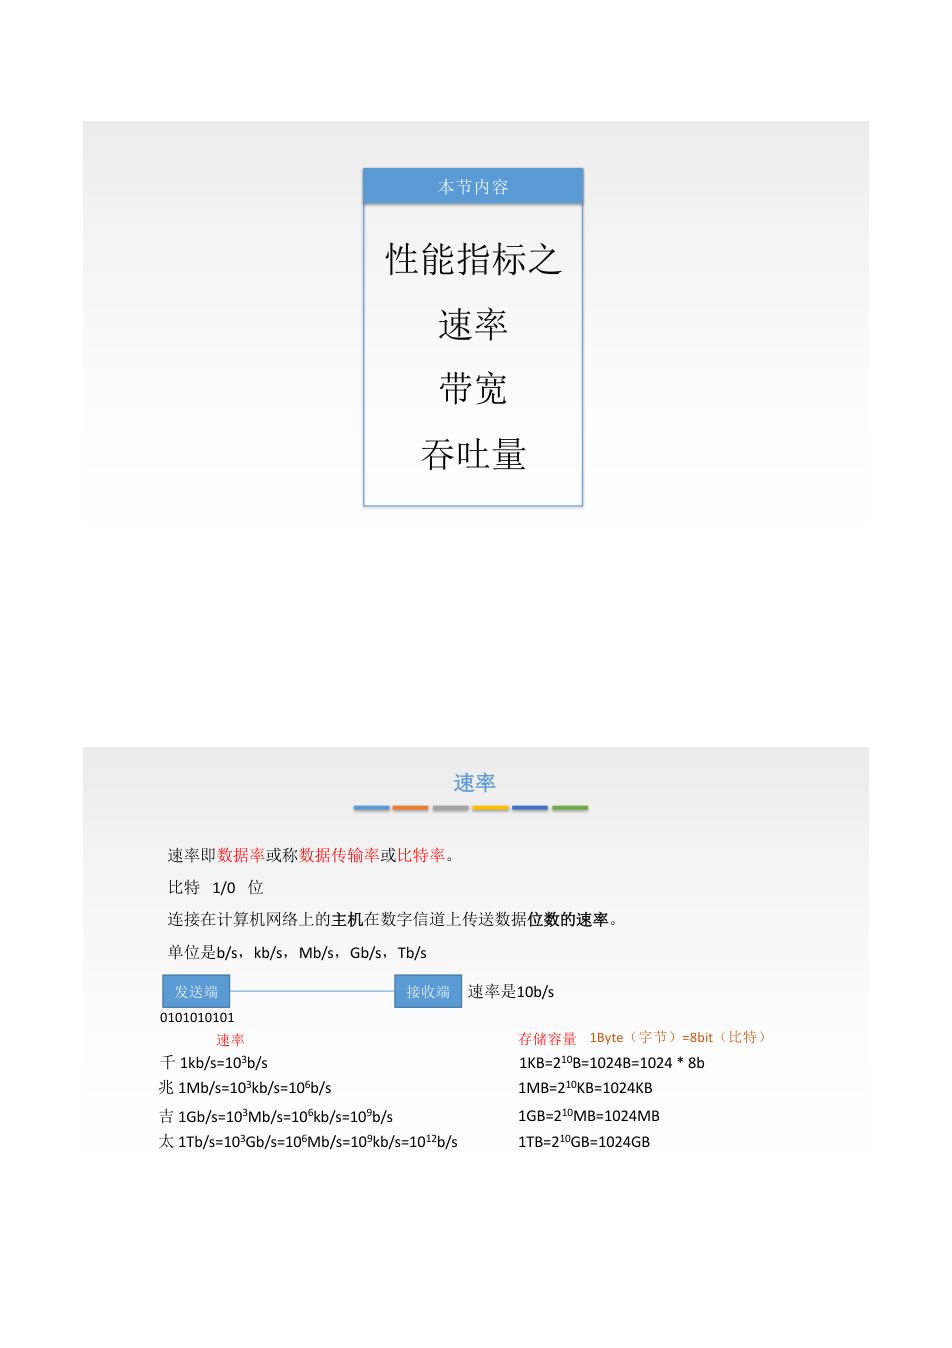 本节内容
性能指标之
速率
带宽
吞吐量
速率
速率即数据率或称数据传输率或比特率。
比特 1/0 位
连接在计算机网络上的主机在数字信道上传送数据位数的速率。
单位是b/s，kb/s，Mb/s，Gb/s，Tb/s
发送端 接收端 速率是10b/s
0101010101
速率 存储容量 1Byte（字节）=8bit（比特）
千 1kb/s=10³b/s 1KB=2¹⁰B=1024B=1024 * 8b
兆 1Mb/s=10³kb/s=10⁶b/s 1MB=2¹⁰KB=1024KB
吉 1Gb/s=10³Mb/s=10⁶kb/s=10⁹b/s 1GB=2¹⁰MB=1024MB
太 1Tb/s=10³Gb/s=10⁶Mb/s=10⁹kb/s=10¹²b/s 1TB=2¹⁰GB=1024GB